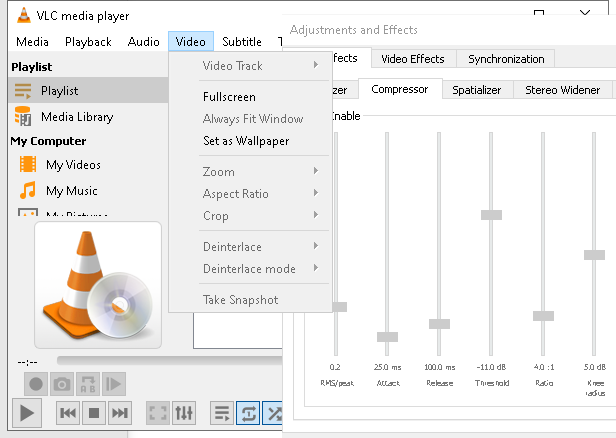 VLC media player
Media Playback Audio Video Subtitle T
Playlist
Playlist
Media Library
My Computer
My Videos
My Music
My Pictures
Video Track
Fullscreen
Always Fit Window
Set as Wallpaper
Zoom
Aspect Ratio
Crop
Deinterlace
Deinterlace mode
Take Snapshot
--:--
Adjustments and Effects
ffects Video Effects Synchronization
zer Compressor Spatializer Stereo Widener
Enable
0.2 25.0 ms 100.0 ms -11.0 dB 4.0 :1 5.0 dB
RMS/peak Attack Release Threshold Ratio Knee
radius